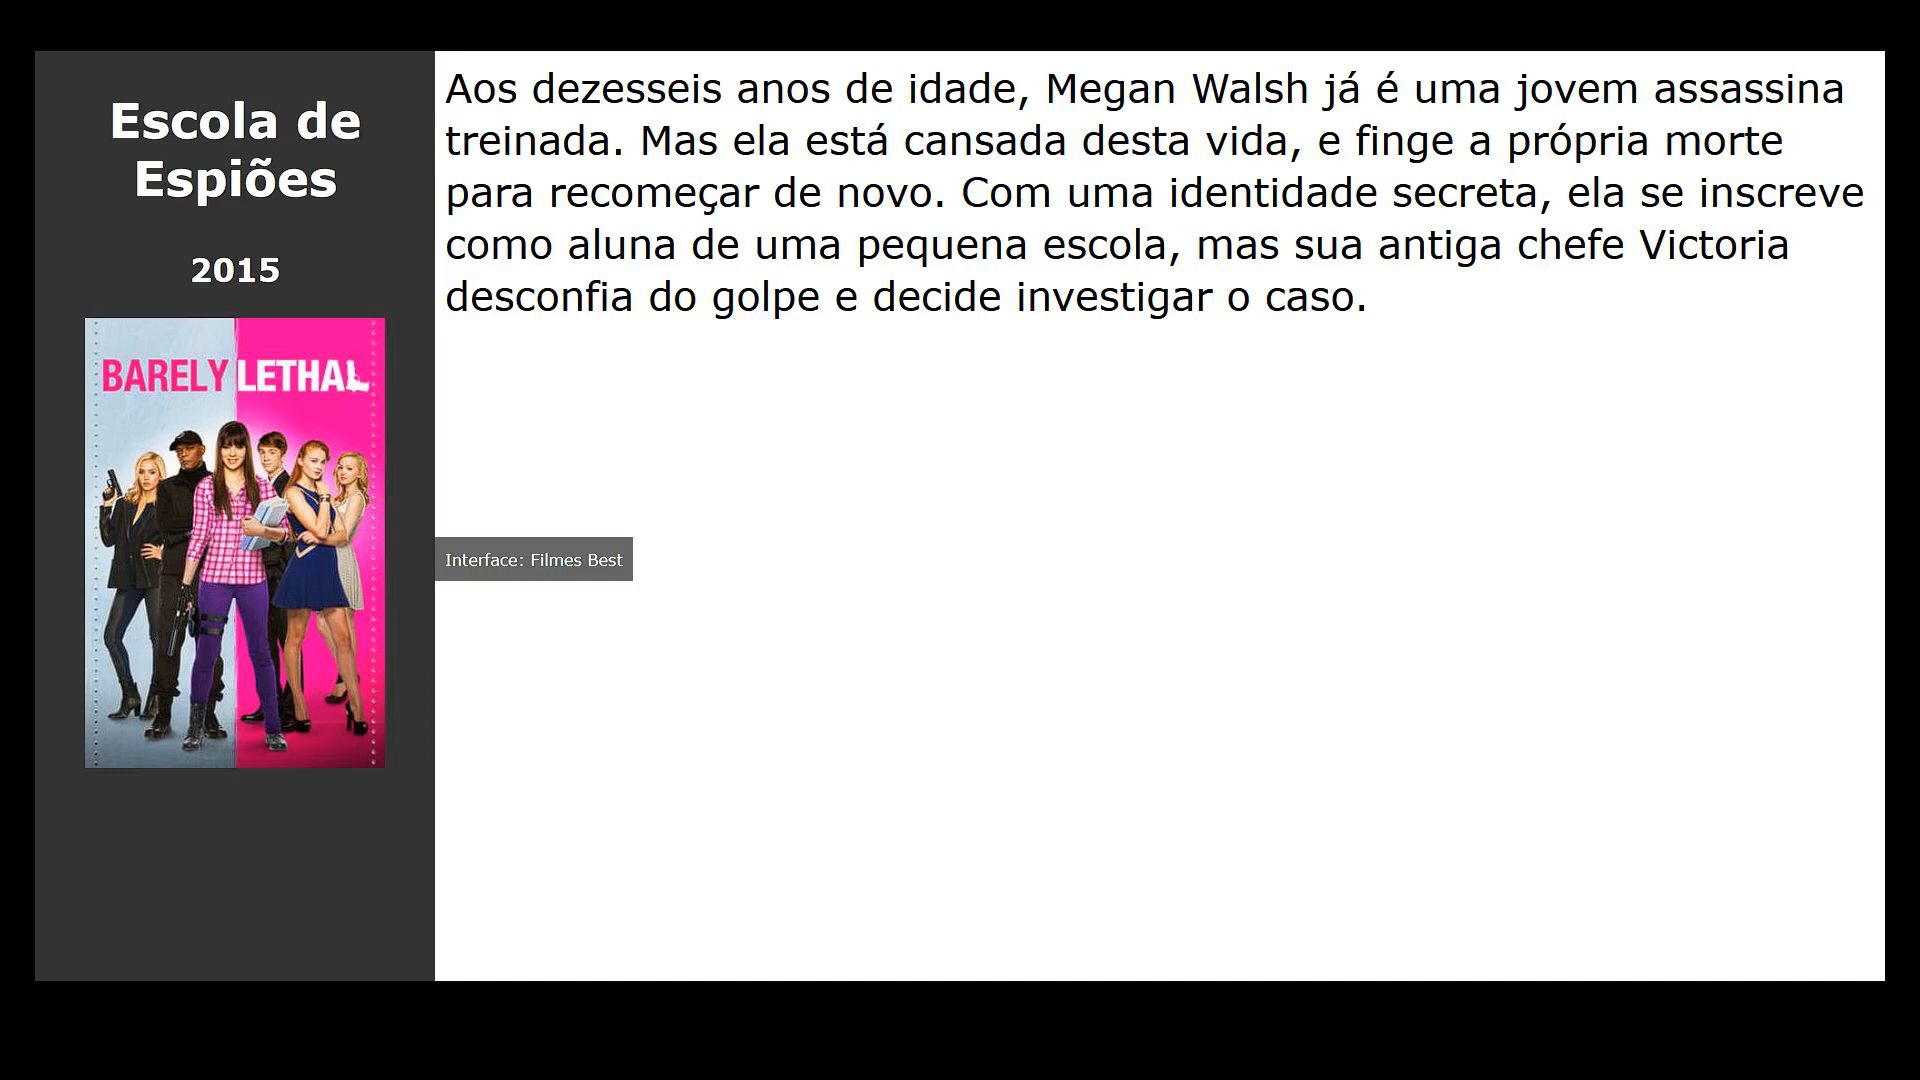 Escola de
Espiões
2015
BARELY LETHAL
Aos dezesseis anos de idade, Megan Walsh já é uma jovem assassina
treinada. Mas ela está cansada desta vida, e finge a própria morte
para recomeçar de novo. Com uma identidade secreta, ela se inscreve
como aluna de uma pequena escola, mas sua antiga chefe Victoria
desconfia do golpe e decide investigar o caso.
Interface: Filmes Best